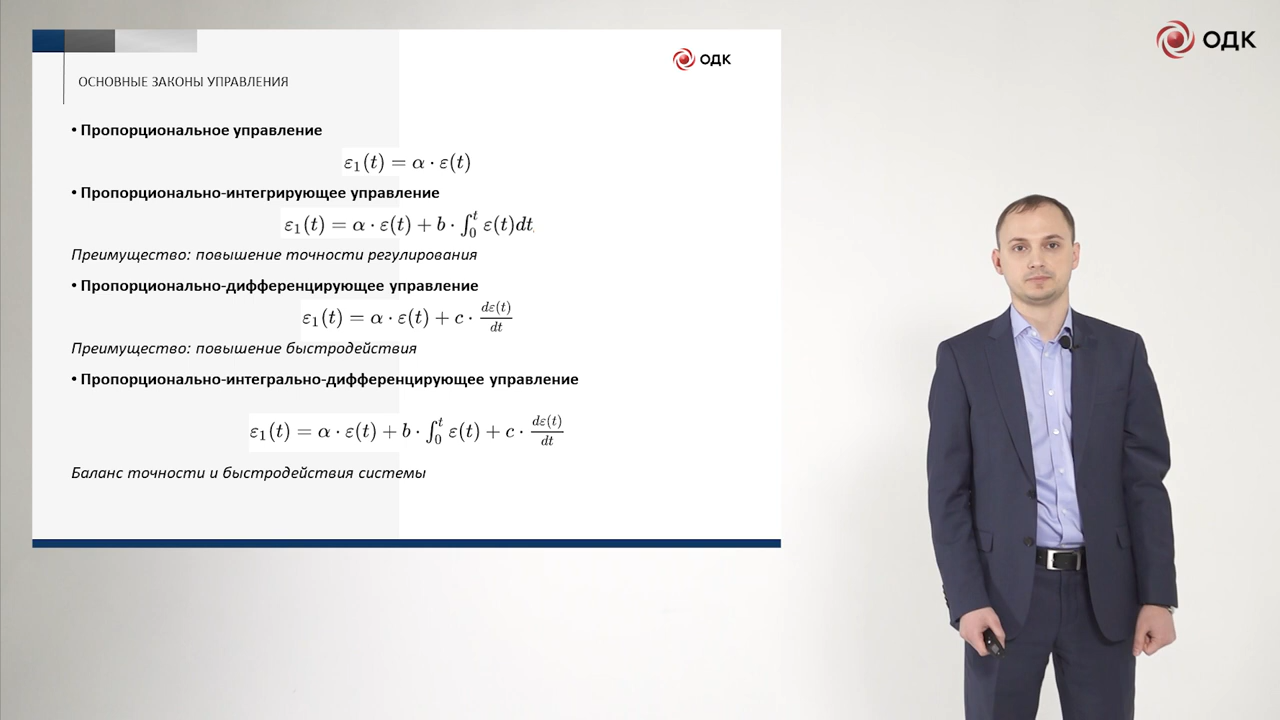 ОДК
ОДК
ОСНОВНЫЕ ЗАКОНЫ УПРАВЛЕНИЯ
• Пропорциональное управление
ε₁(t) = α · ε(t)
• Пропорционально-интегрирующее управление
ε₁(t) = α · ε(t) + b · ∫₀ᵗ ε(t)dt
Преимущество: повышение точности регулирования
• Пропорционально-дифференцирующее управление
ε₁(t) = α · ε(t) + c · dε(t)/dt
Преимущество: повышение быстродействия
• Пропорционально-интегрально-дифференцирующее управление
ε₁(t) = α · ε(t) + b · ∫₀ᵗ ε(t) + c · dε(t)/dt
Баланс точности и быстродействия системы